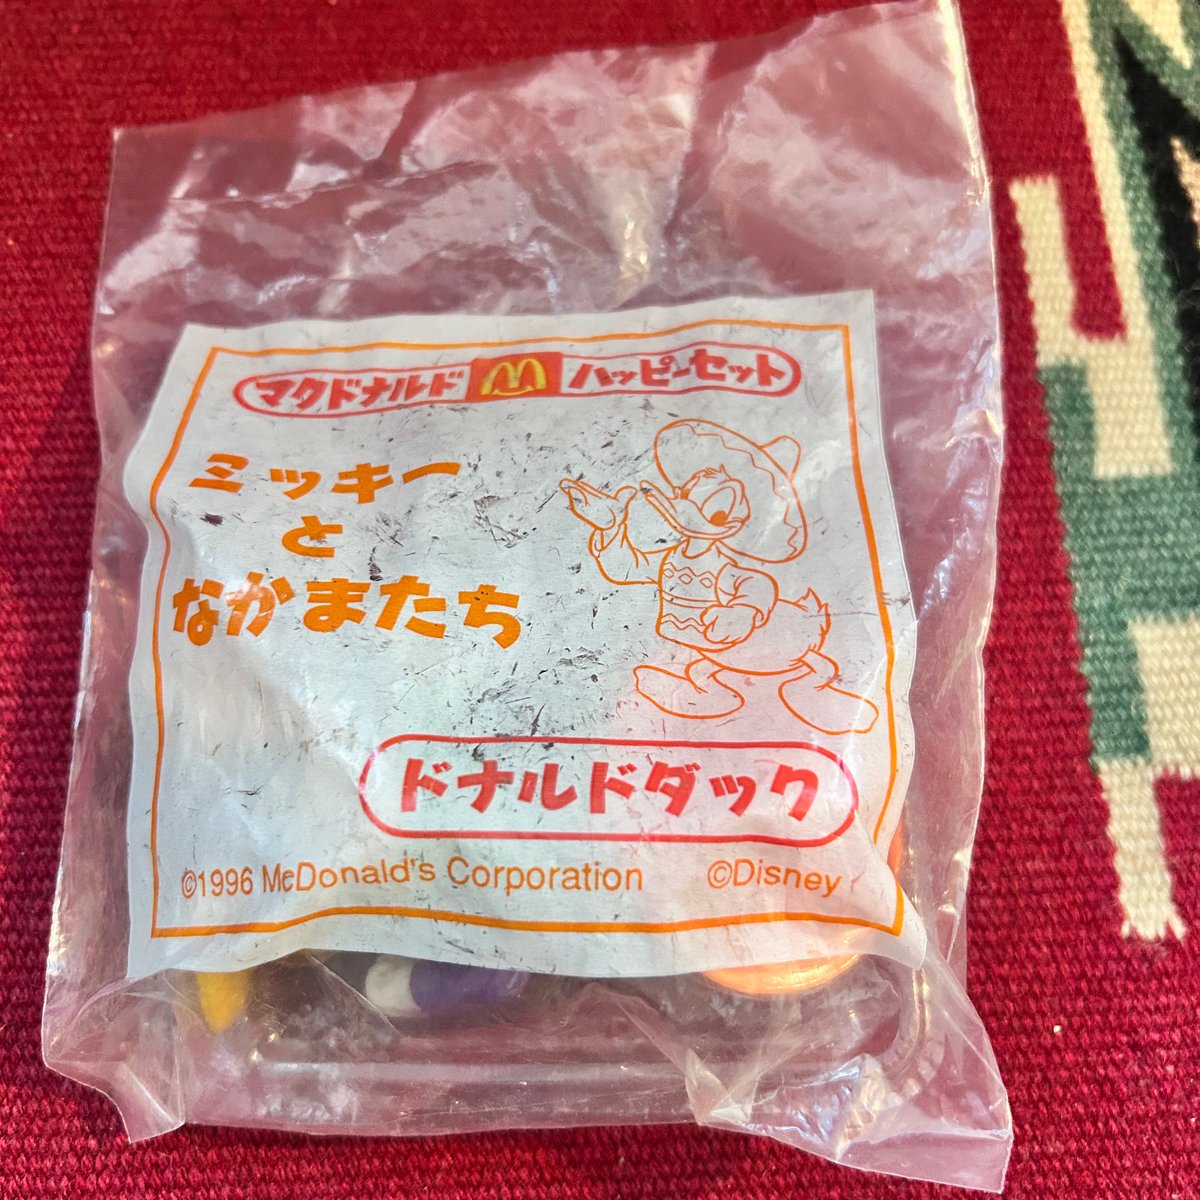 マクドナルド M ハッピーセット
ミッキー
と
なかまたち
ドナルドダック
©1996 McDonald's Corporation ©Disney